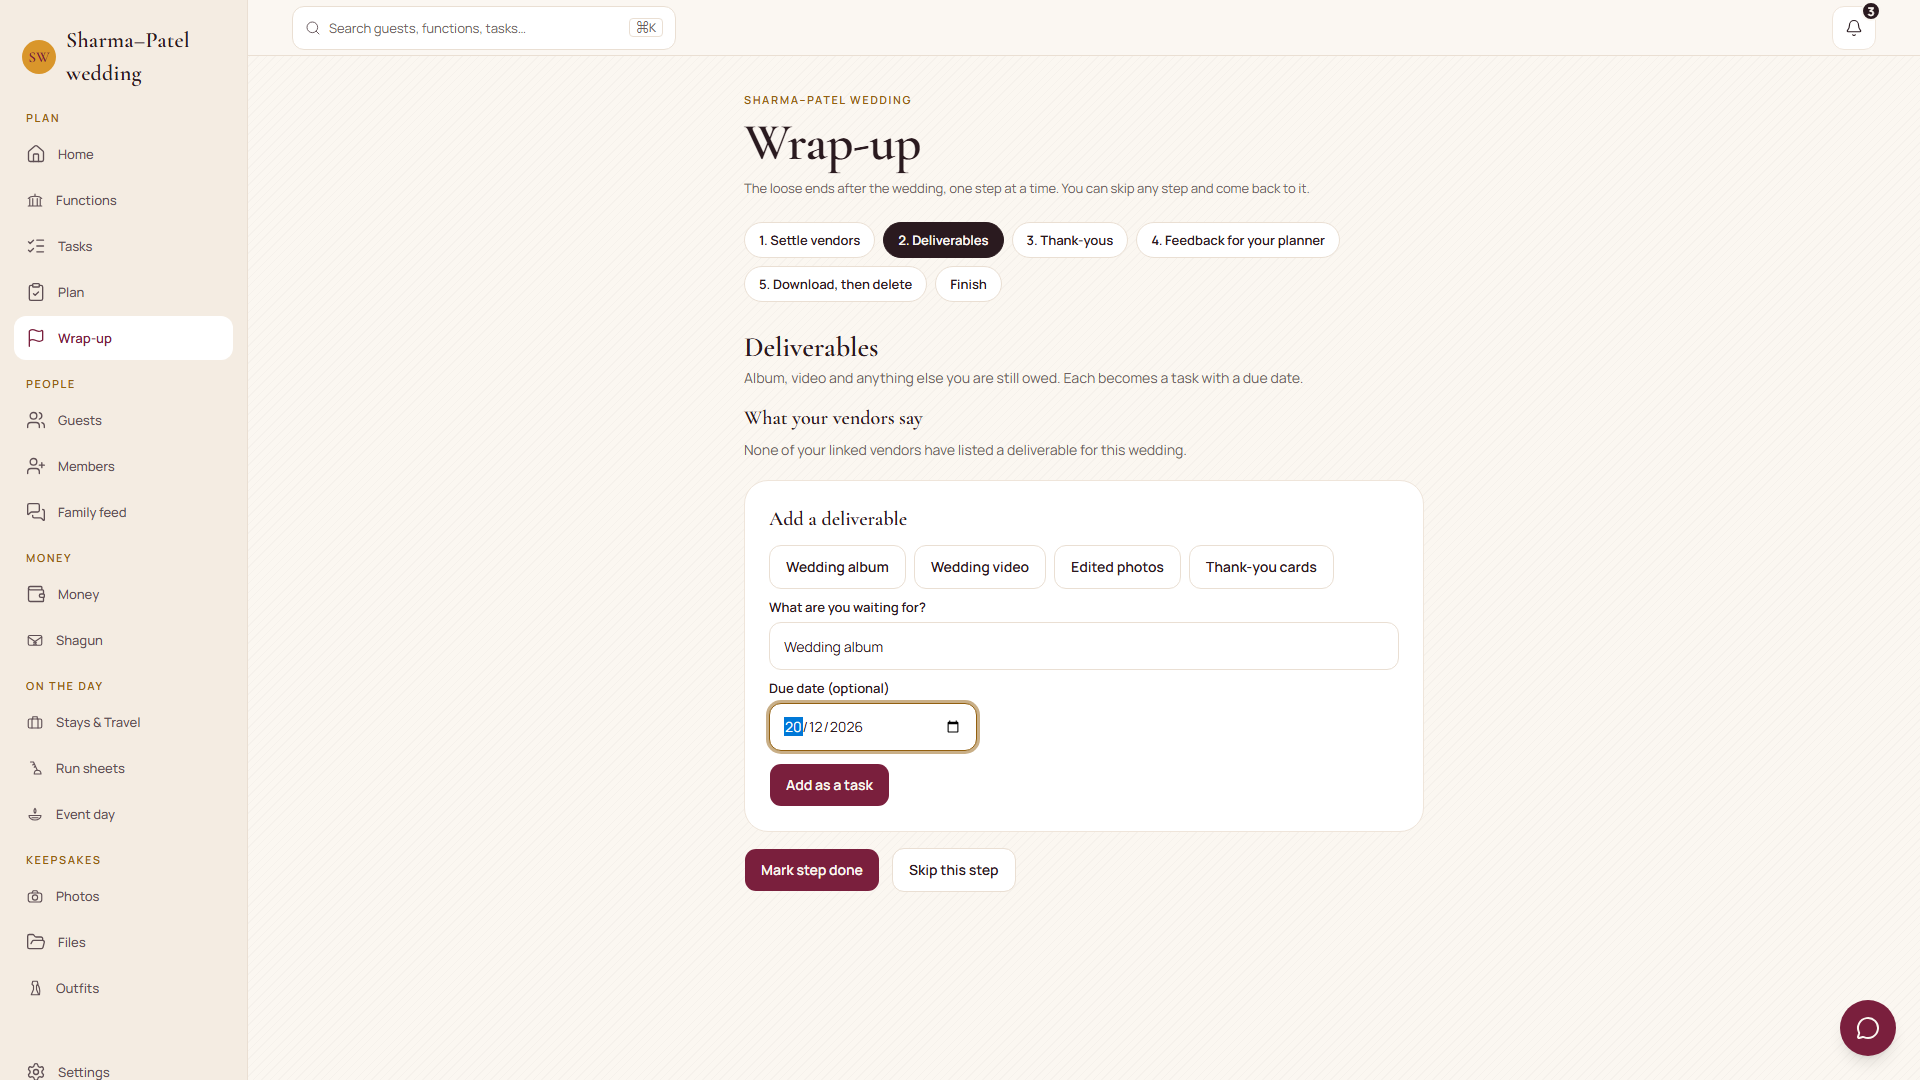 SW
Sharma–Patel
wedding
Search guests, functions, tasks...
⌘K
3
PLAN
Home
Functions
Tasks
Plan
Wrap-up
PEOPLE
Guests
Members
Family feed
MONEY
Money
Shagun
ON THE DAY
Stays & Travel
Run sheets
Event day
KEEPSAKES
Photos
Files
Outfits
Settings
SHARMA–PATEL WEDDING
Wrap-up
The loose ends after the wedding, one step at a time. You can skip any step and come back to it.
1. Settle vendors
2. Deliverables
3. Thank-yous
4. Feedback for your planner
5. Download, then delete
Finish
Deliverables
Album, video and anything else you are still owed. Each becomes a task with a due date.
What your vendors say
None of your linked vendors have listed a deliverable for this wedding.
Add a deliverable
Wedding album
Wedding video
Edited photos
Thank-you cards
What are you waiting for?
Wedding album
Due date (optional)
20/12/2026
Add as a task
Mark step done
Skip this step